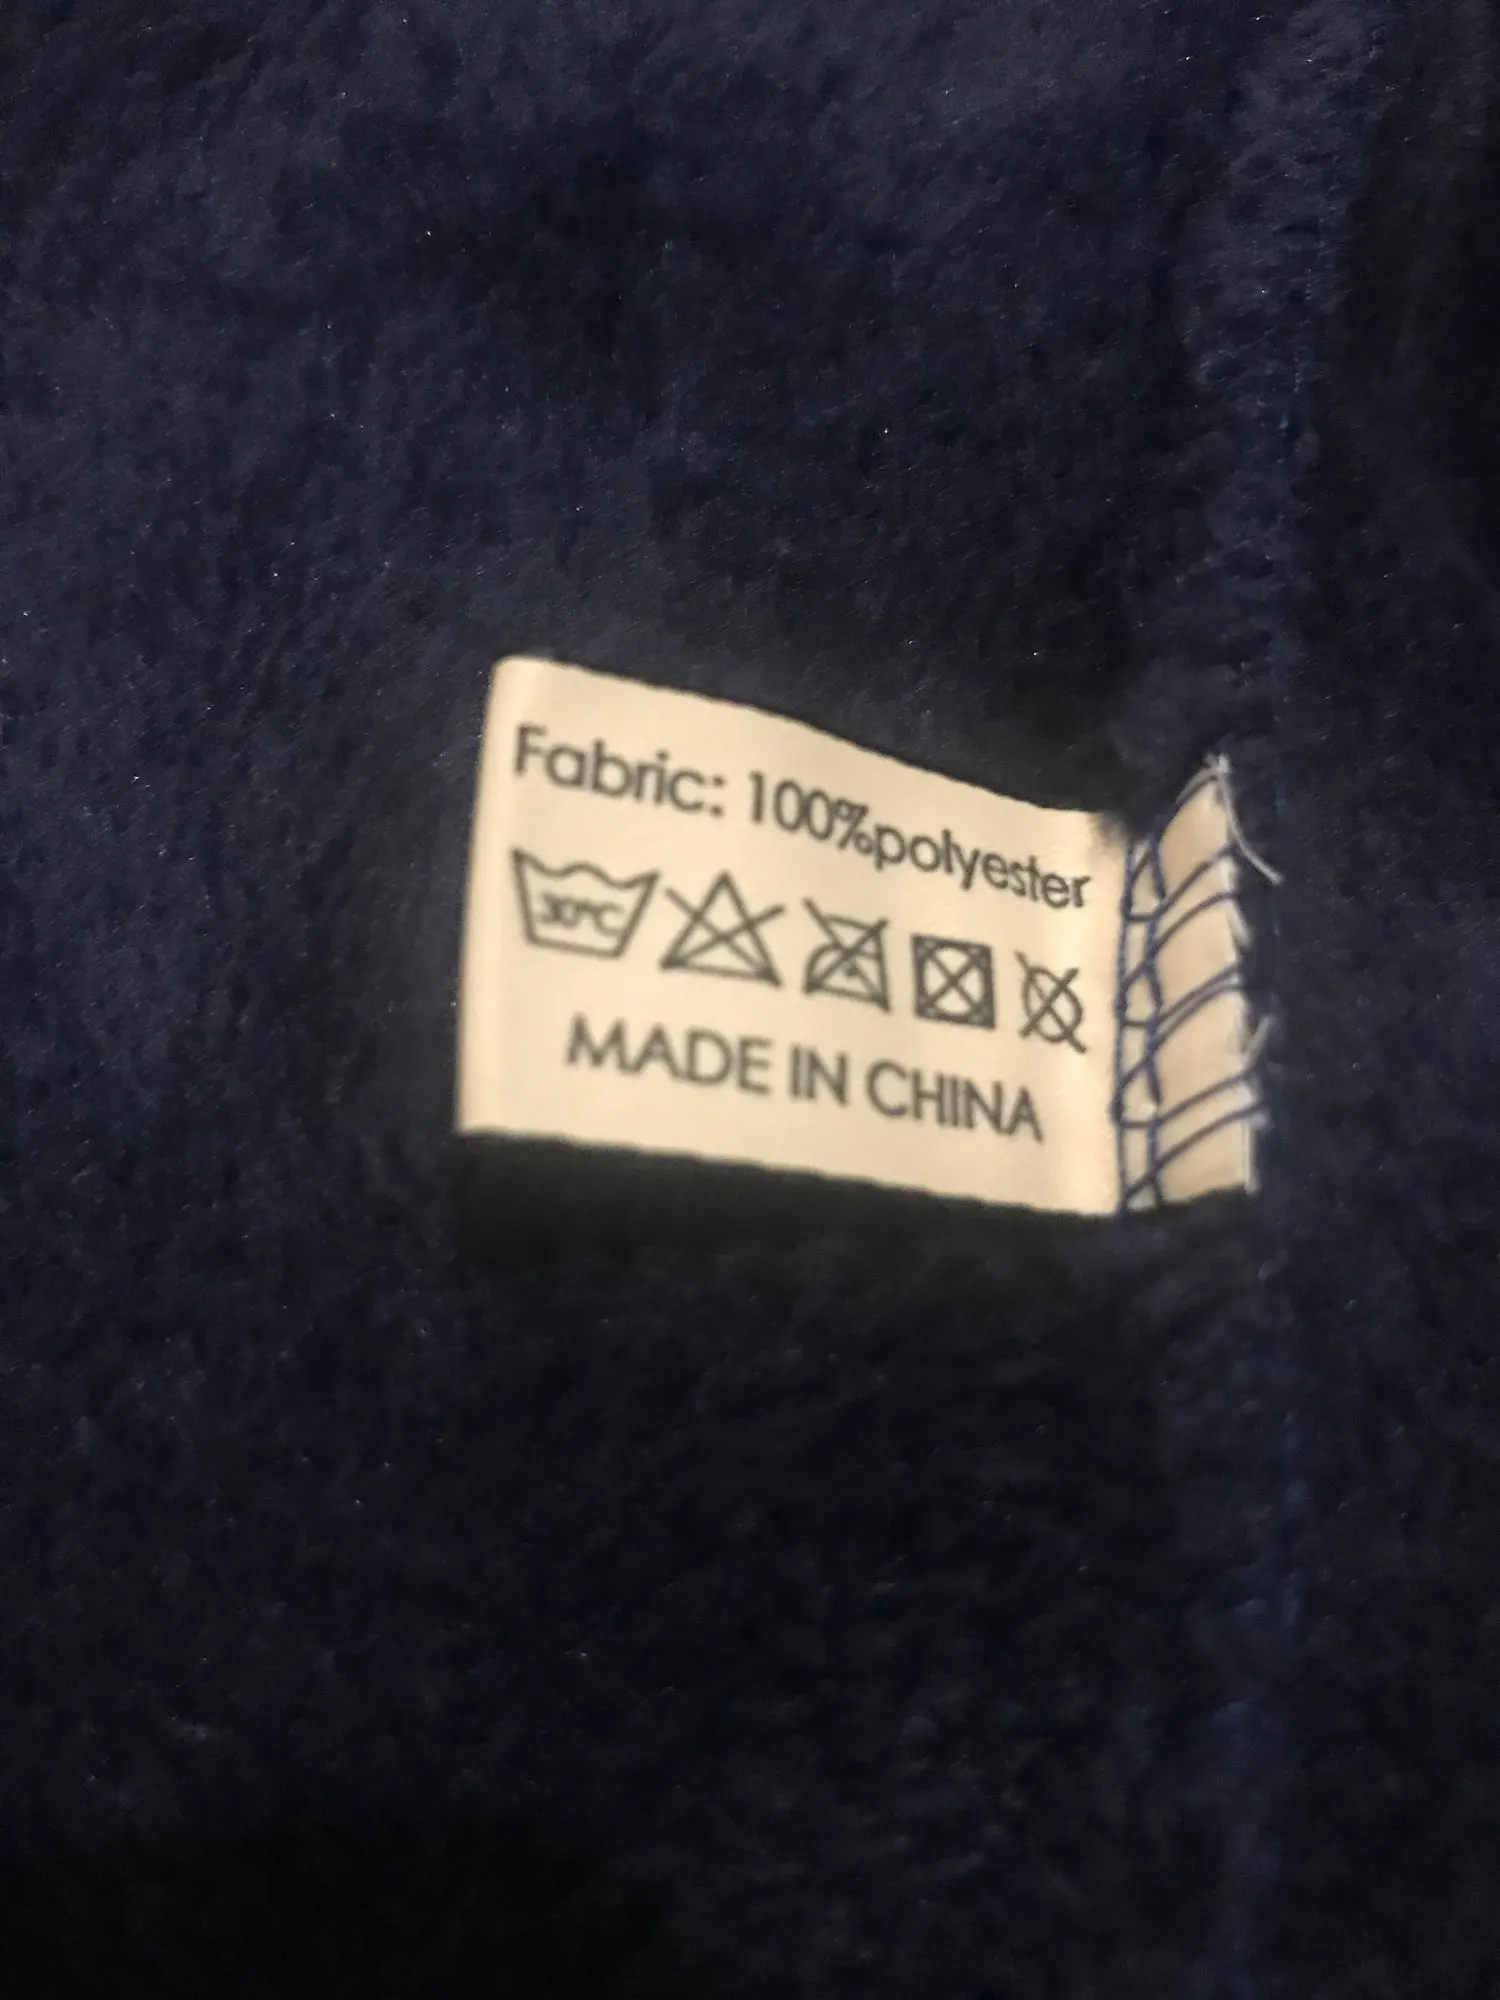 Fabric: 100%polyester
30°C
MADE IN CHINA